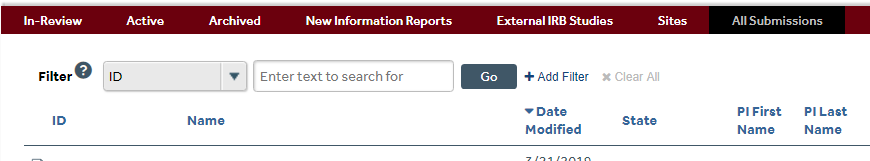 In-Review Active Archived New Information Reports External IRB Studies Sites All Submissions
Filter ? ID Enter text to search for Go + Add Filter × Clear All
ID Name Date Modified State PI First Name PI Last Name